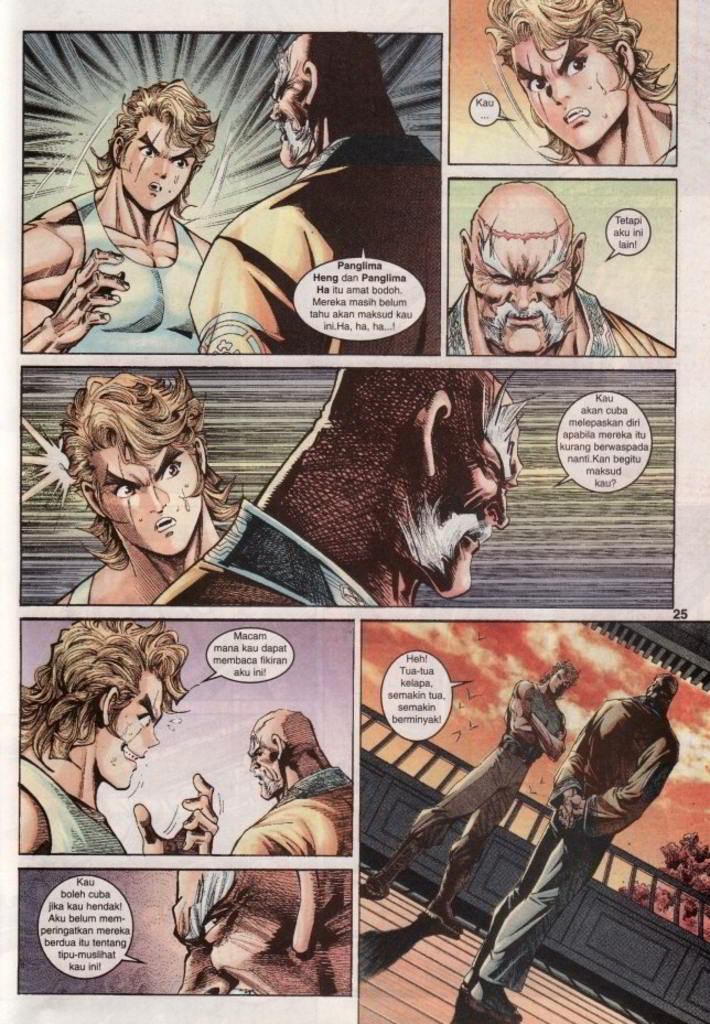 Panglima
Heng dan Panglima
Ha itu amat bodoh.
Mereka masih belum
tahu akan maksud kau
ini.Ha, ha, ha...!
Kau
...
Tetapi
aku ini
lain!
Kau
akan cuba
melepaskan diri
apabila mereka itu
kurang berwaspada
nanti.Kan begitu
maksud
kau?
25
Macam
mana kau dapat
membaca fikiran
aku ini!
Kau
boleh cuba
jika kau hendak!
Aku belum mem-
peringatkan mereka
berdua itu tentang
tipu-muslihat
kau ini!
Heh!
Tua-tua
kelapa,
semakin tua,
semakin
berminyak!